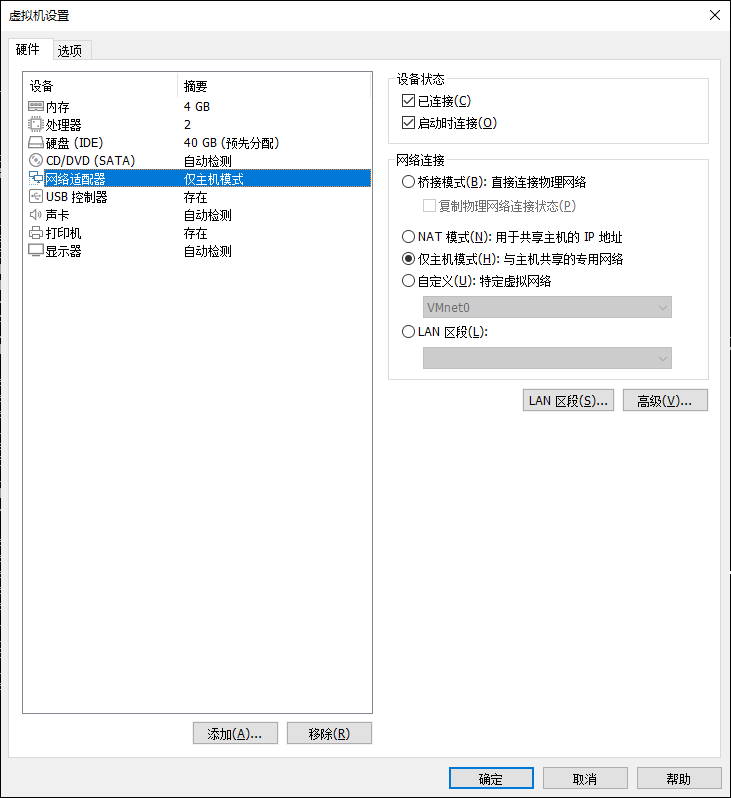 虚拟机设置
硬件 选项
设备 摘要
内存 4 GB
处理器 2
硬盘 (IDE) 40 GB (预先分配)
CD/DVD (SATA) 自动检测
网络适配器 仅主机模式
USB 控制器 存在
声卡 自动检测
打印机 存在
显示器 自动检测
添加(A)... 移除(R)
设备状态
已连接(C)
启动时连接(O)
网络连接
桥接模式(B): 直接连接物理网络
复制物理网络连接状态(P)
NAT 模式(N): 用于共享主机的 IP 地址
仅主机模式(H): 与主机共享的专用网络
自定义(U): 特定虚拟网络
VMnet0
LAN 区段(L):
LAN 区段(S)... 高级(V)...
确定 取消 帮助